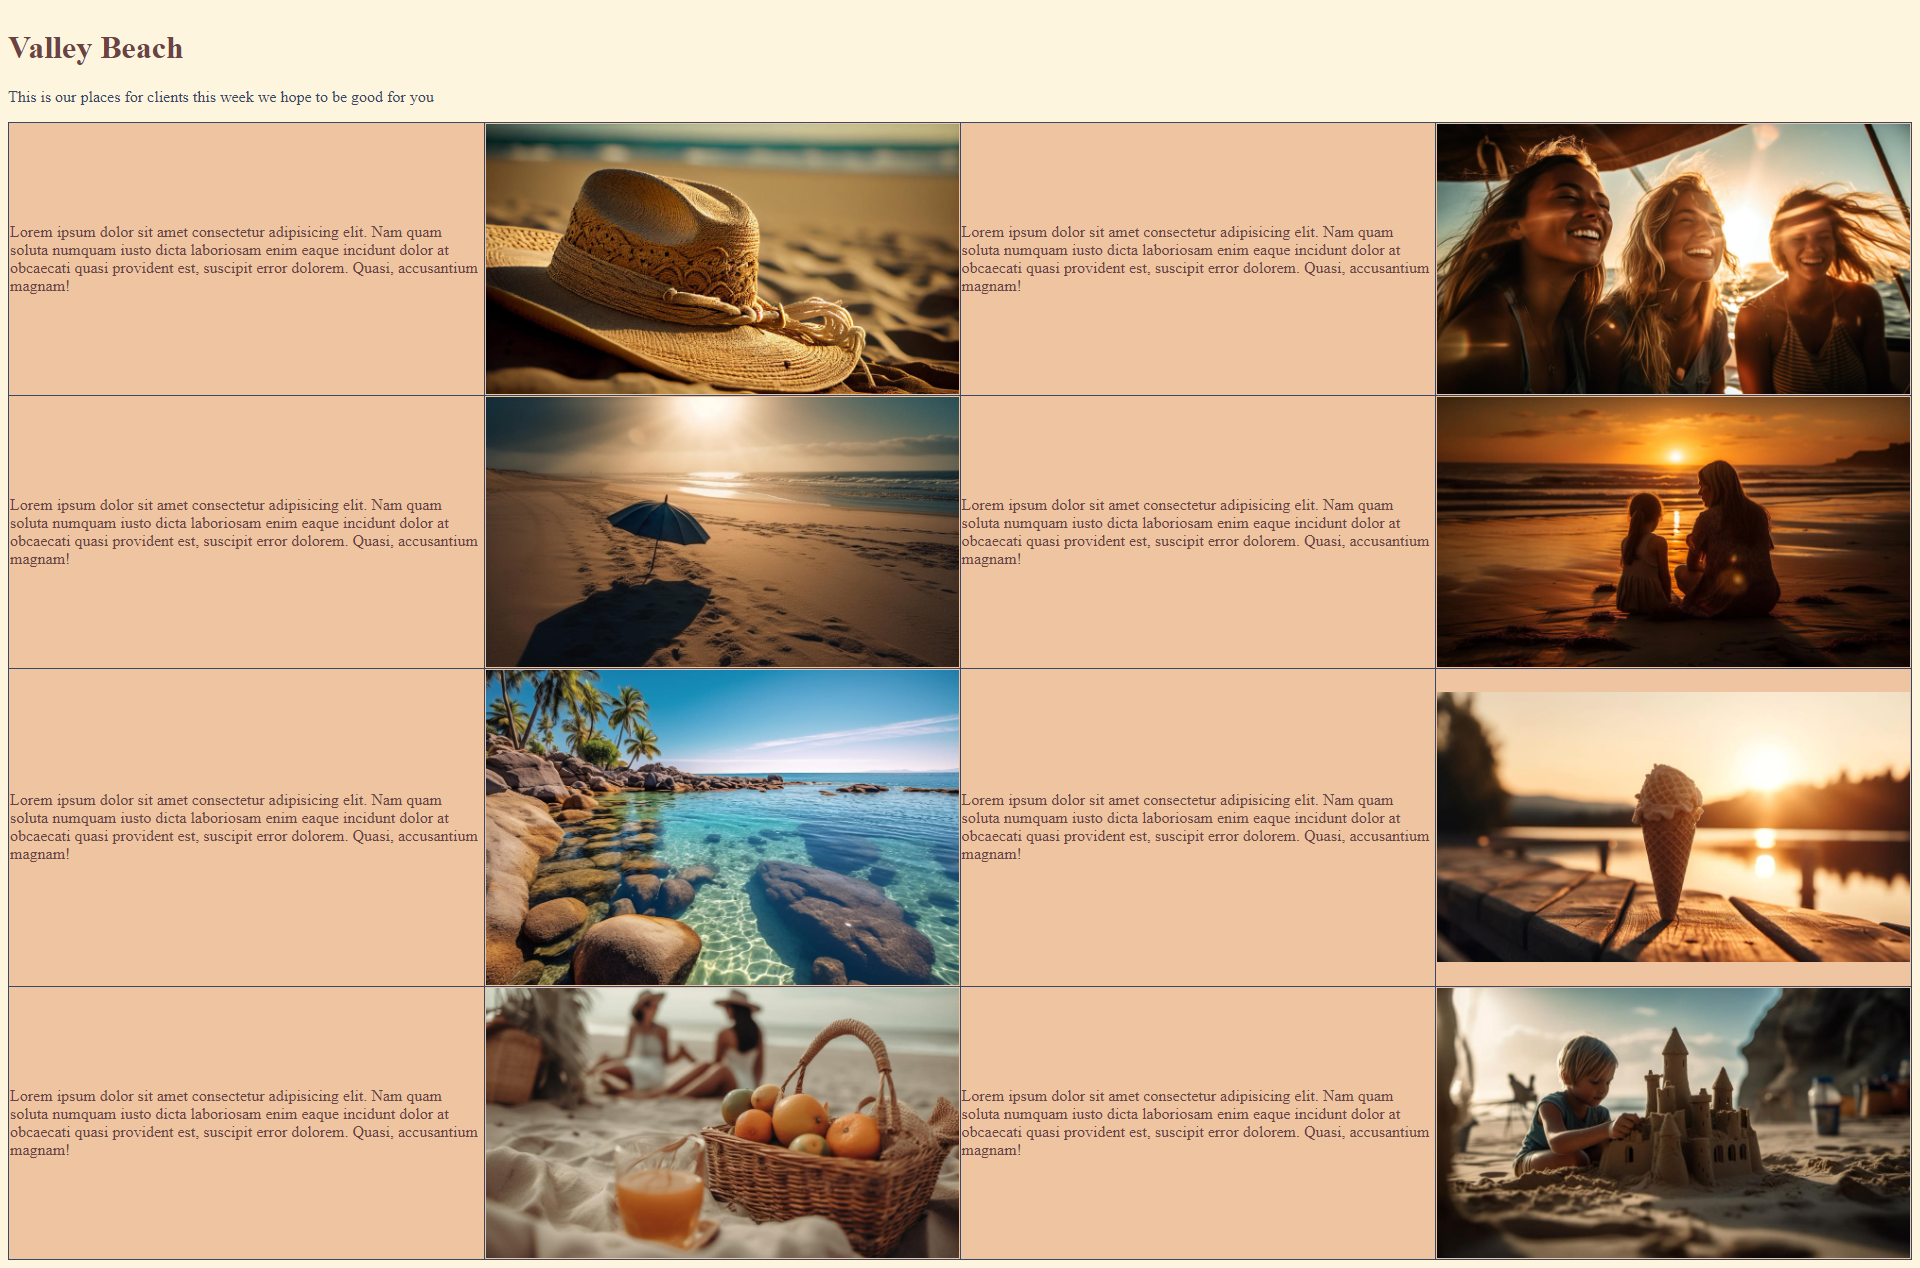 Valley Beach
This is our places for clients this week we hope to be good for you
Lorem ipsum dolor sit amet consectetur adipisicing elit. Nam quam
soluta numquam iusto dicta laboriosam enim eaque incidunt dolor at
obcaecati quasi provident est, suscipit error dolorem. Quasi, accusantium
magnam!
Lorem ipsum dolor sit amet consectetur adipisicing elit. Nam quam
soluta numquam iusto dicta laboriosam enim eaque incidunt dolor at
obcaecati quasi provident est, suscipit error dolorem. Quasi, accusantium
magnam!
Lorem ipsum dolor sit amet consectetur adipisicing elit. Nam quam
soluta numquam iusto dicta laboriosam enim eaque incidunt dolor at
obcaecati quasi provident est, suscipit error dolorem. Quasi, accusantium
magnam!
Lorem ipsum dolor sit amet consectetur adipisicing elit. Nam quam
soluta numquam iusto dicta laboriosam enim eaque incidunt dolor at
obcaecati quasi provident est, suscipit error dolorem. Quasi, accusantium
magnam!
Lorem ipsum dolor sit amet consectetur adipisicing elit. Nam quam
soluta numquam iusto dicta laboriosam enim eaque incidunt dolor at
obcaecati quasi provident est, suscipit error dolorem. Quasi, accusantium
magnam!
Lorem ipsum dolor sit amet consectetur adipisicing elit. Nam quam
soluta numquam iusto dicta laboriosam enim eaque incidunt dolor at
obcaecati quasi provident est, suscipit error dolorem. Quasi, accusantium
magnam!
Lorem ipsum dolor sit amet consectetur adipisicing elit. Nam quam
soluta numquam iusto dicta laboriosam enim eaque incidunt dolor at
obcaecati quasi provident est, suscipit error dolorem. Quasi, accusantium
magnam!
Lorem ipsum dolor sit amet consectetur adipisicing elit. Nam quam
soluta numquam iusto dicta laboriosam enim eaque incidunt dolor at
obcaecati quasi provident est, suscipit error dolorem. Quasi, accusantium
magnam!